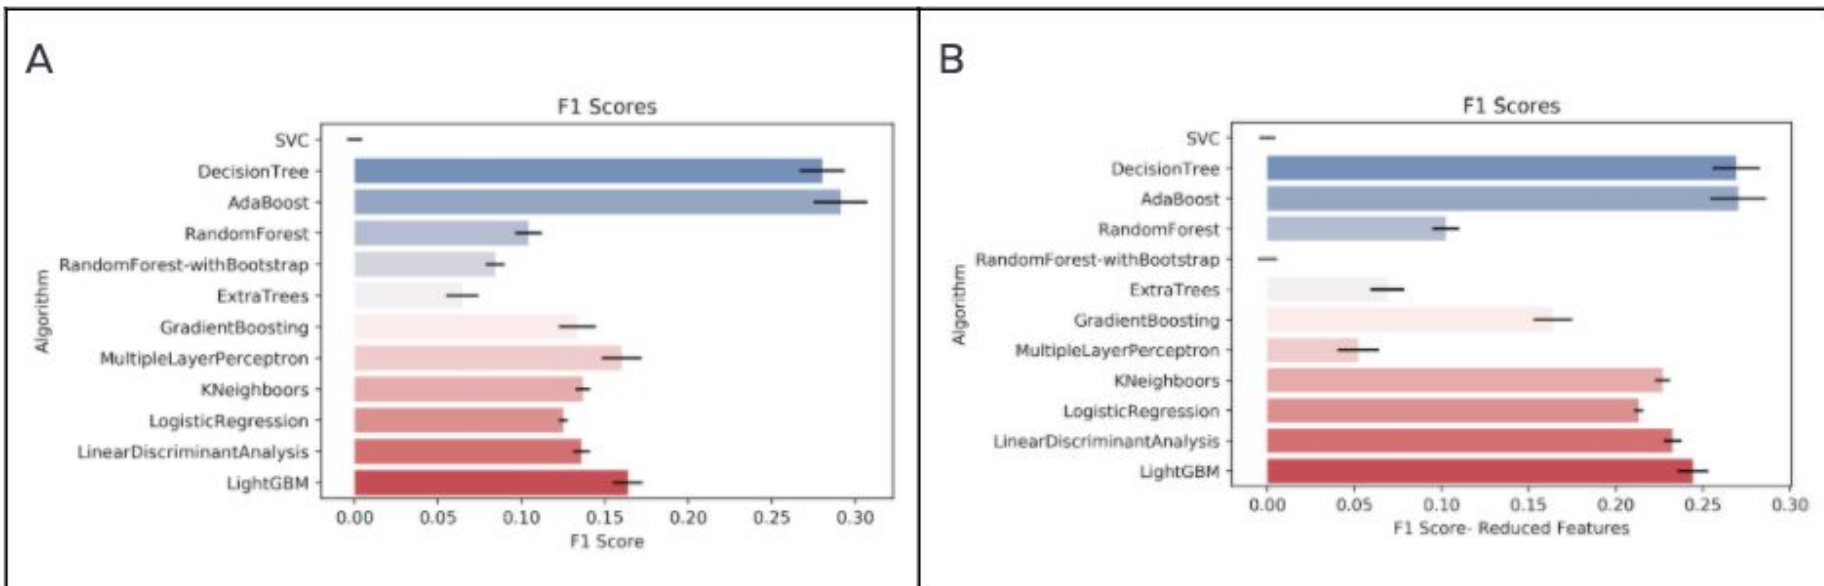 A
F1 Scores
SVC
DecisionTree
AdaBoost
RandomForest
RandomForest-withBootstrap
ExtraTrees
GradientBoosting
MultipleLayerPerceptron
KNeighboors
LogisticRegression
LinearDiscriminantAnalysis
LightGBM
Algorithm
0.00 0.05 0.10 0.15 0.20 0.25 0.30
F1 Score
B
F1 Scores
SVC
DecisionTree
AdaBoost
RandomForest
RandomForest-withBootstrap
ExtraTrees
GradientBoosting
MultipleLayerPerceptron
KNeighboors
LogisticRegression
LinearDiscriminantAnalysis
LightGBM
Algorithm
0.00 0.05 0.10 0.15 0.20 0.25 0.30
F1 Score- Reduced Features